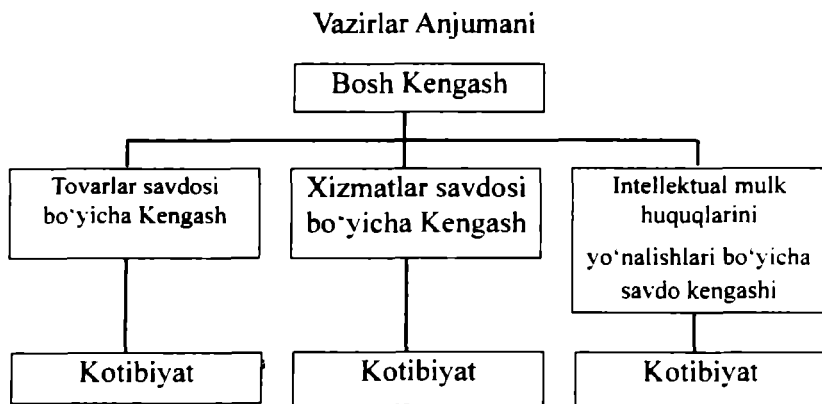 Vazirlar Anjumani
Bosh Kengash
Tovarlar savdosi
bo‘yicha Kengash
Xizmatlar savdosi
bo‘yicha Kengash
Intellektual mulk
huquqlarini
yo‘nalishlari bo‘yicha
savdo kengashi
Kotibiyat
Kotibiyat
Kotibiyat